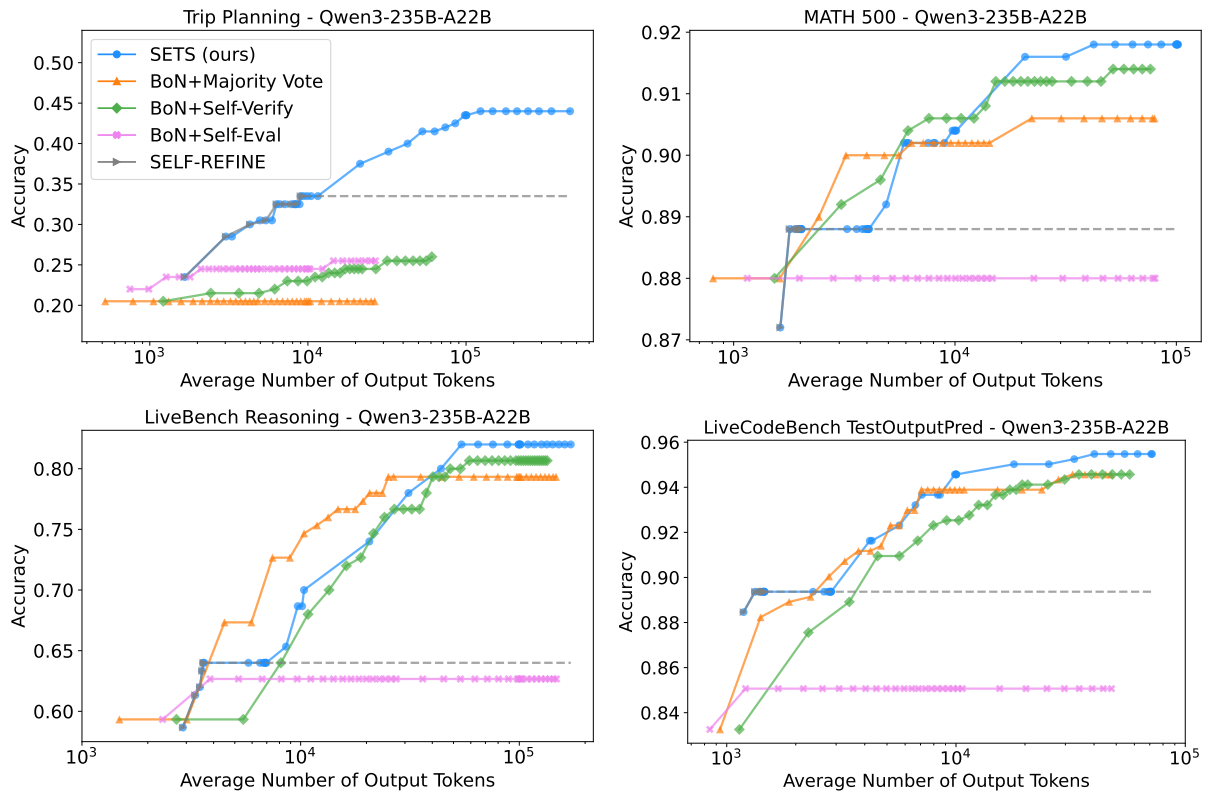 Trip Planning - Qwen3-235B-A22B
SETS (ours)
BoN+Majority Vote
BoN+Self-Verify
BoN+Self-Eval
SELF-REFINE
Accuracy
0.50
0.45
0.40
0.35
0.30
0.25
0.20
10^3
10^4
10^5
Average Number of Output Tokens
MATH 500 - Qwen3-235B-A22B
Accuracy
0.92
0.91
0.90
0.89
0.88
0.87
10^3
10^4
10^5
Average Number of Output Tokens
LiveBench Reasoning - Qwen3-235B-A22B
Accuracy
0.80
0.75
0.70
0.65
0.60
10^3
10^4
10^5
Average Number of Output Tokens
LiveCodeBench TestOutputPred - Qwen3-235B-A22B
Accuracy
0.96
0.94
0.92
0.90
0.88
0.86
0.84
10^3
10^4
10^5
Average Number of Output Tokens